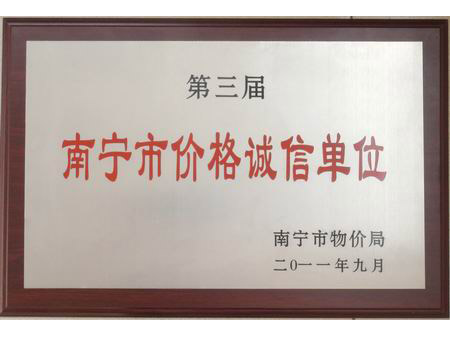 第三届
南宁市价格诚信单位
南宁市物价局
二0一一年九月